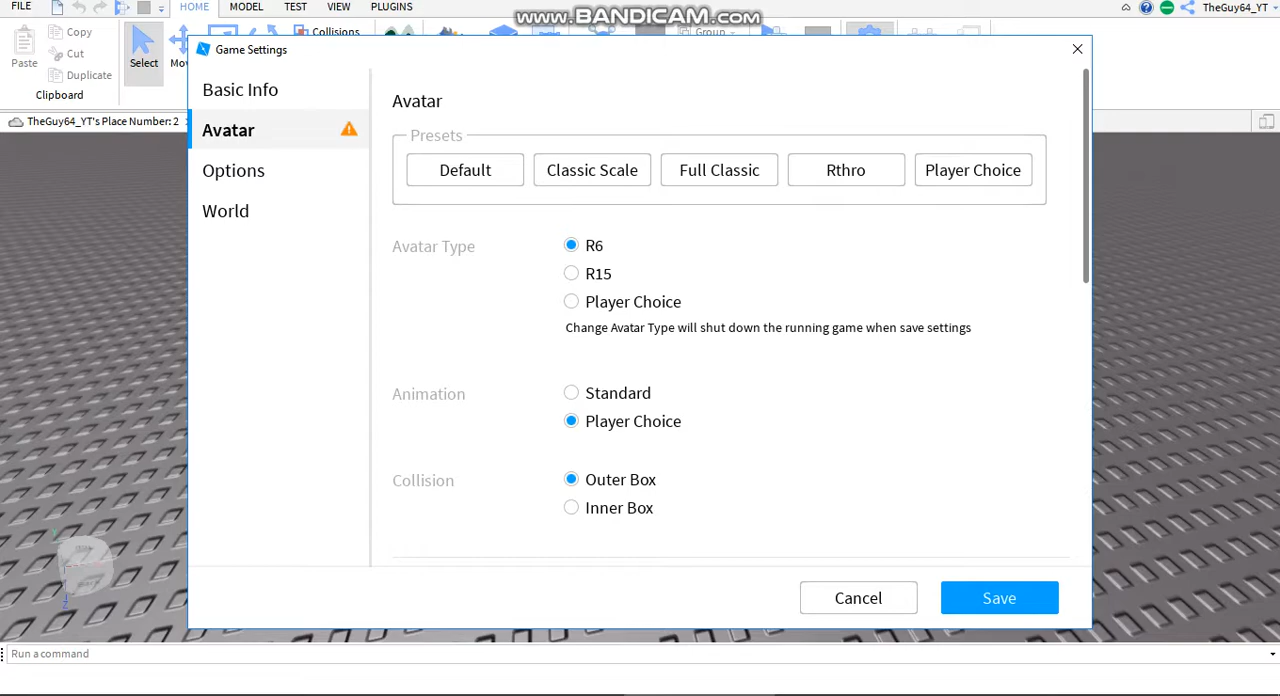 www.BANDICAM.com
FILE HOME MODEL TEST VIEW PLUGINS TheGuy64_YT
Copy
Cut
Duplicate
Paste
Clipboard
Select
Mov
Collisions
Group
TheGuy64_YT's Place Number: 2
Game Settings
Basic Info
Avatar
Options
World
Avatar
Presets
Default Classic Scale Full Classic Rthro Player Choice
Avatar Type
R6
R15
Player Choice
Change Avatar Type will shut down the running game when save settings
Animation
Standard
Player Choice
Collision
Outer Box
Inner Box
Cancel Save
Run a command